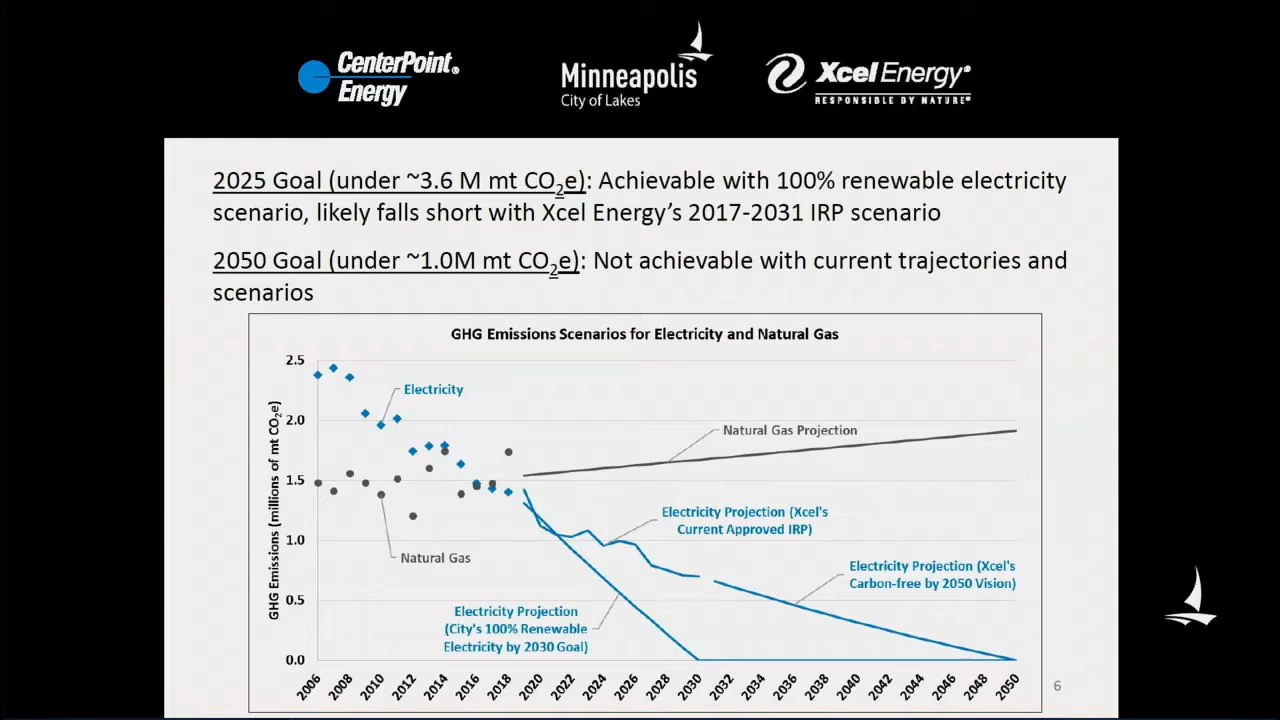 CenterPoint®
Energy
Minneapolis
City of Lakes
Xcel Energy®
RESPONSIBLE BY NATURE®
2025 Goal (under ~3.6 M mt CO2e): Achievable with 100% renewable electricity
scenario, likely falls short with Xcel Energy's 2017-2031 IRP scenario
2050 Goal (under ~1.0M mt CO2e): Not achievable with current trajectories and
scenarios
GHG Emissions Scenarios for Electricity and Natural Gas
GHG Emissions (millions of mt CO2e)
2.5
2.0
1.5
1.0
0.5
0.0
Electricity
Natural Gas Projection
Electricity Projection (Xcel's
Current Approved IRP)
Natural Gas
Electricity Projection (Xcel's
Carbon-free by 2050 Vision)
Electricity Projection
(City's 100% Renewable
Electricity by 2030 Goal)
2006 2008 2010 2012 2014 2016 2018 2020 2022 2024 2026 2028 2030 2032 2034 2036 2038 2040 2042 2044 2046 2048 2050
6